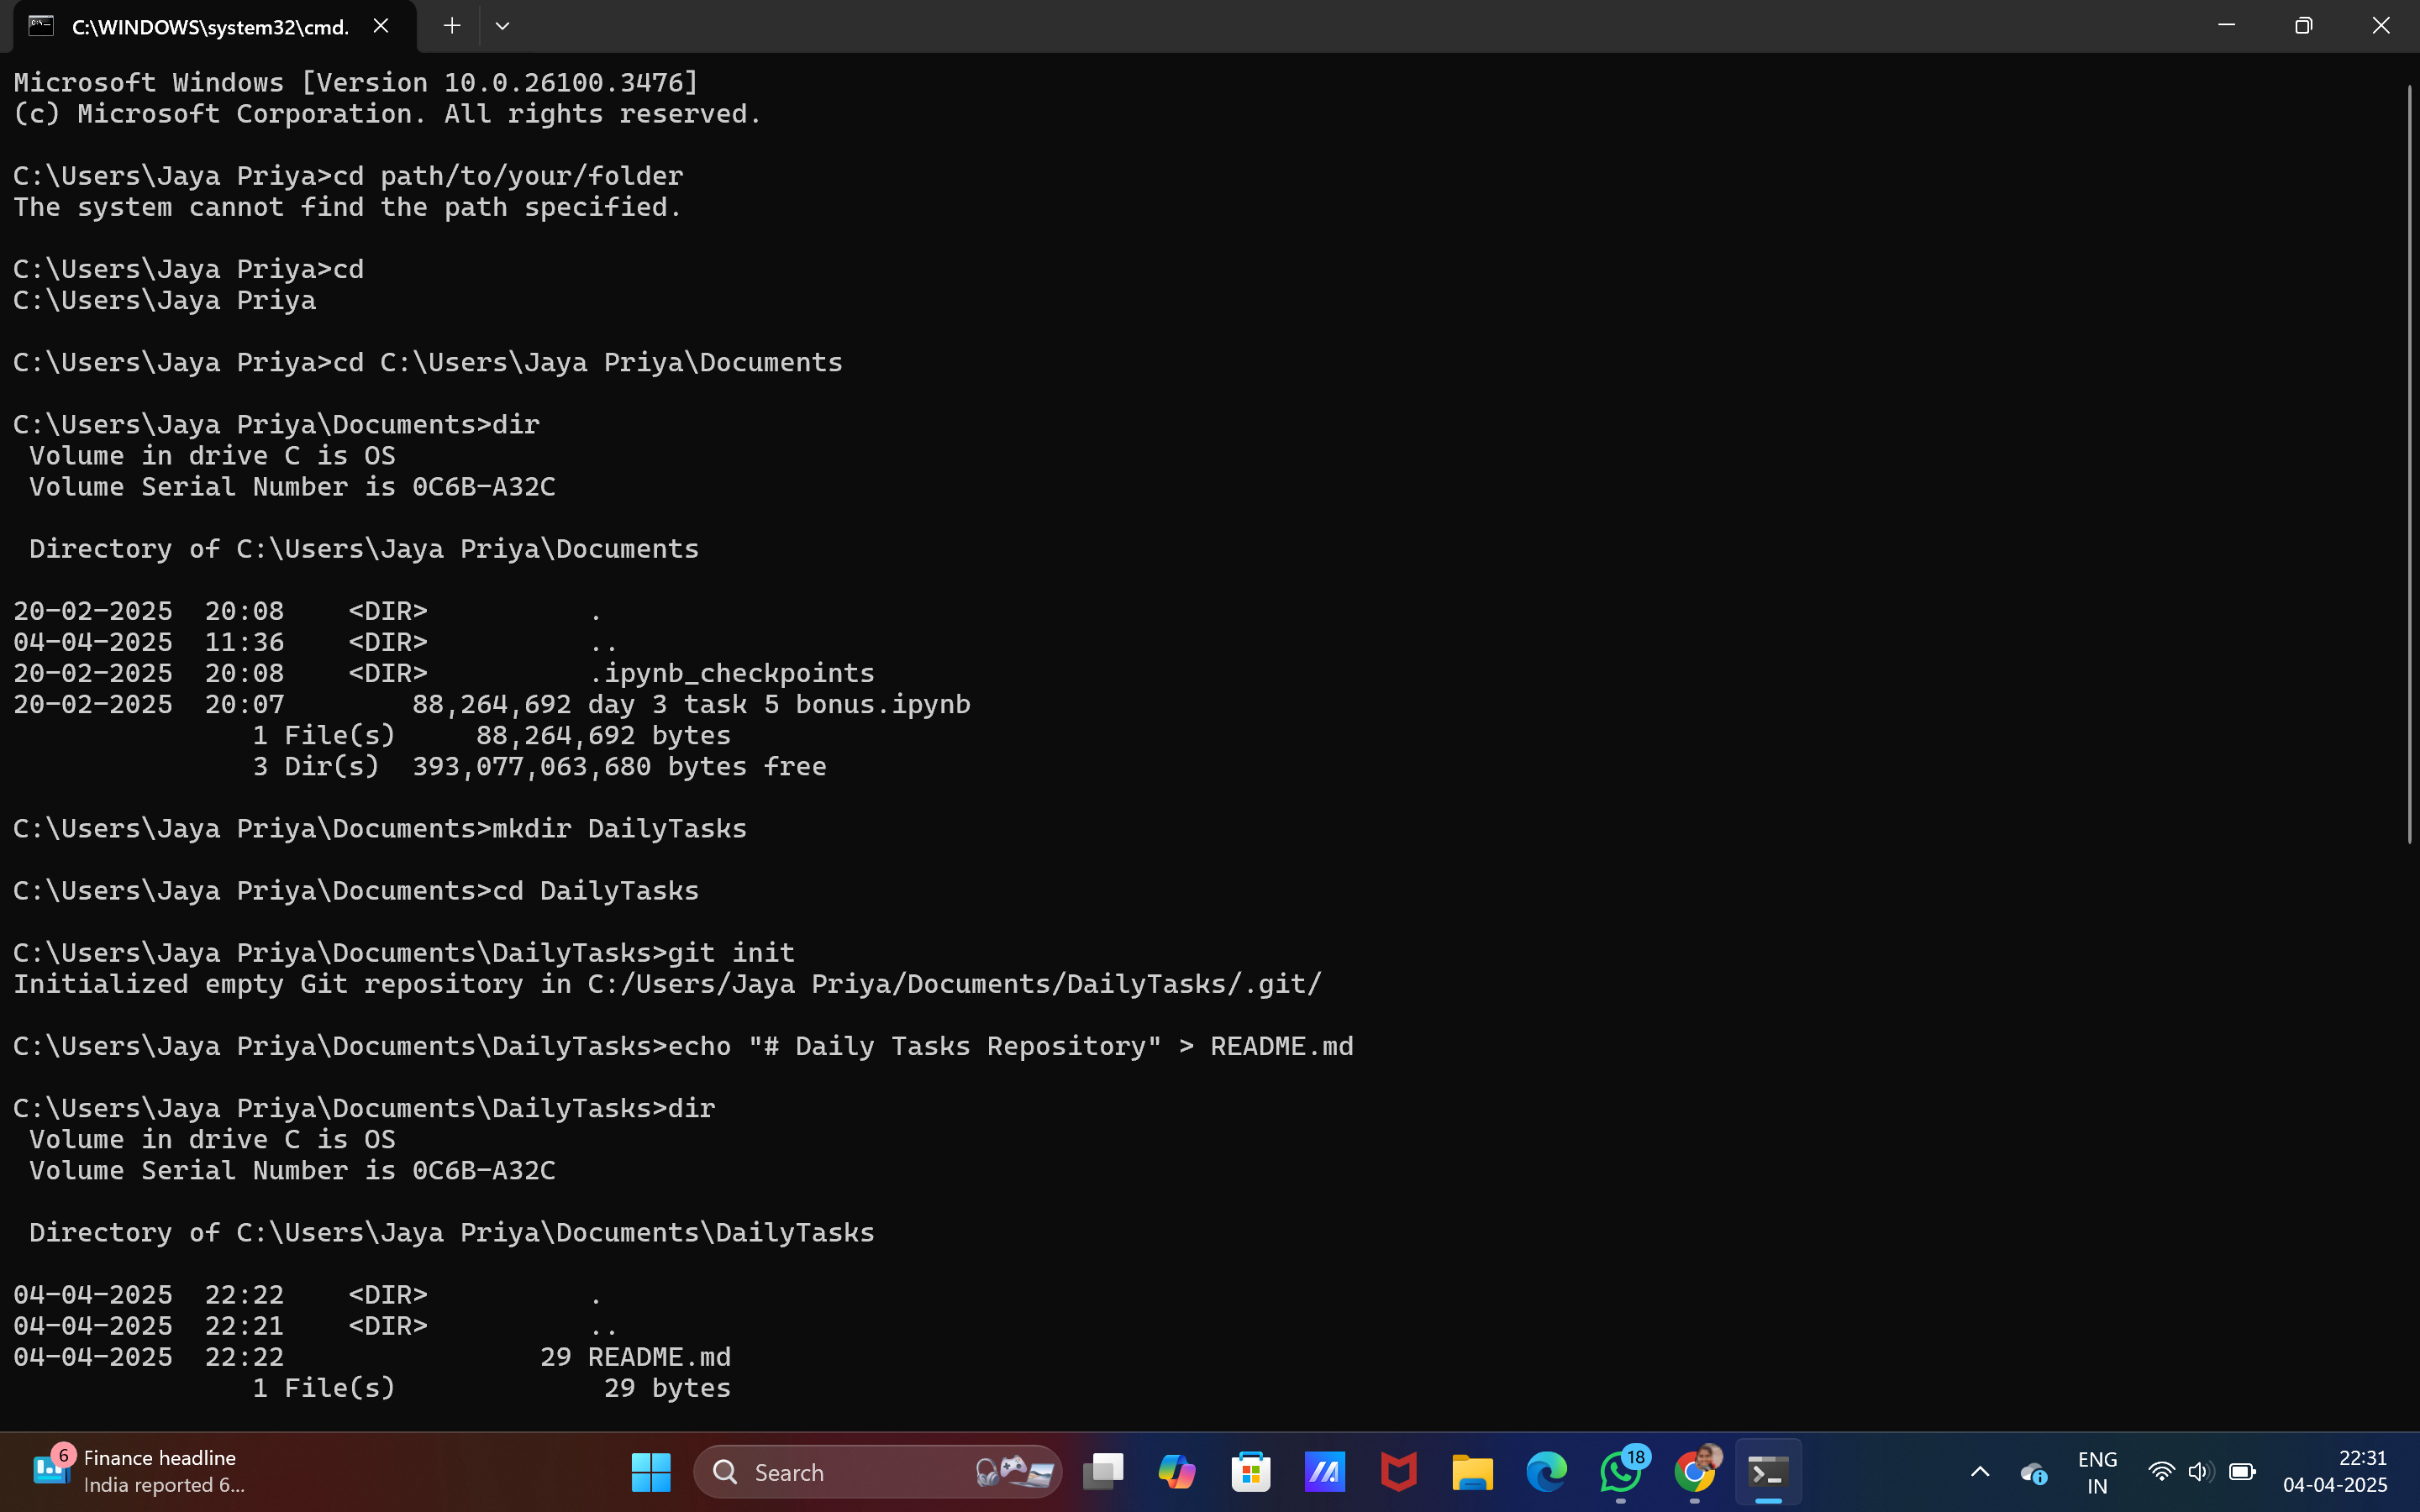 C:\WINDOWS\system32\cmd.
Microsoft Windows [Version 10.0.26100.3476]
(c) Microsoft Corporation. All rights reserved.
C:\Users\Jaya Priya>cd path/to/your/folder
The system cannot find the path specified.
C:\Users\Jaya Priya>cd
C:\Users\Jaya Priya
C:\Users\Jaya Priya>cd C:\Users\Jaya Priya\Documents
C:\Users\Jaya Priya\Documents>dir
 Volume in drive C is OS
 Volume Serial Number is 0C6B-A32C
 Directory of C:\Users\Jaya Priya\Documents
20-02-2025  20:08    <DIR>          .
04-04-2025  11:36    <DIR>          ..
20-02-2025  20:08    <DIR>          .ipynb_checkpoints
20-02-2025  20:07        88,264,692 day 3 task 5 bonus.ipynb
               1 File(s)     88,264,692 bytes
               3 Dir(s)  393,077,063,680 bytes free
C:\Users\Jaya Priya\Documents>mkdir DailyTasks
C:\Users\Jaya Priya\Documents>cd DailyTasks
C:\Users\Jaya Priya\Documents\DailyTasks>git init
Initialized empty Git repository in C:/Users/Jaya Priya/Documents/DailyTasks/.git/
C:\Users\Jaya Priya\Documents\DailyTasks>echo "# Daily Tasks Repository" > README.md
C:\Users\Jaya Priya\Documents\DailyTasks>dir
 Volume in drive C is OS
 Volume Serial Number is 0C6B-A32C
 Directory of C:\Users\Jaya Priya\Documents\DailyTasks
04-04-2025  22:22    <DIR>          .
04-04-2025  22:21    <DIR>          ..
04-04-2025  22:22                29 README.md
               1 File(s)             29 bytes
6
Finance headline
India reported 6...
Search
18
ENG
IN
22:31
04-04-2025